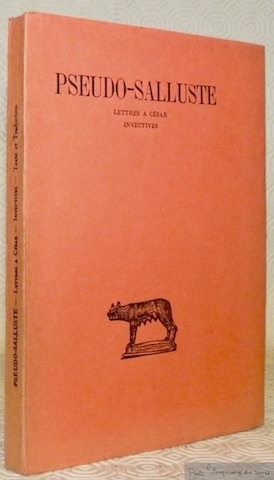 PSEUDO-SALLUSTE
LETTRES A CÉSAR
INVECTIVES
PSEUDO-SALLUSTE — LETTRES A CÉSAR — INVECTIVES — TEXTE ET TRADUCTION